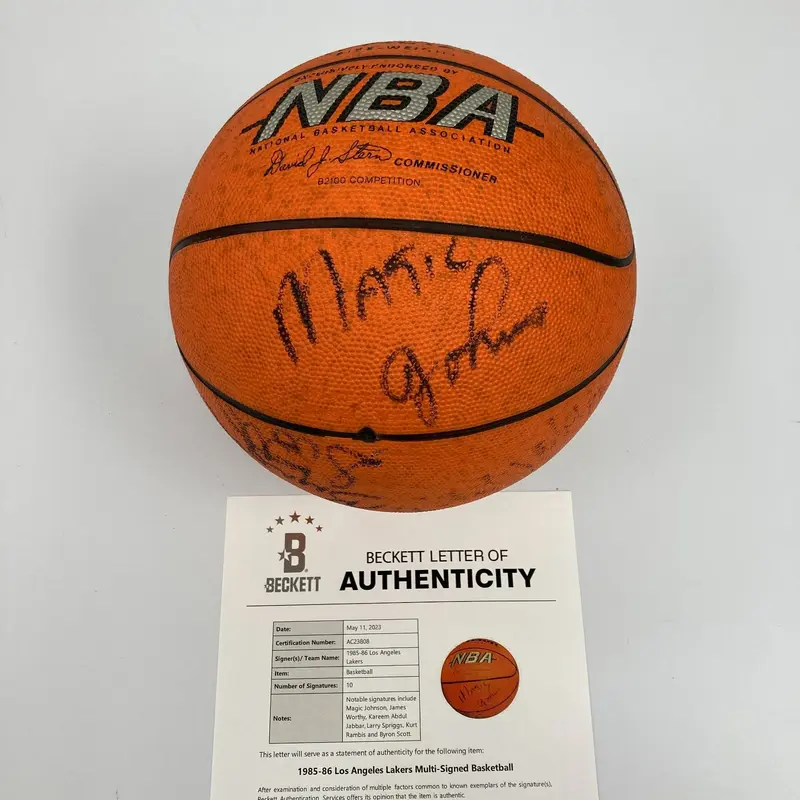 EXCLUSIVELY ENDORSED BY
NBA
NATIONAL BASKETBALL ASSOCIATION
David J. Stern COMMISSIONER
B2100 COMPETITION
Magic
Johnson
B
BECKETT
BECKETT LETTER OF
AUTHENTICITY
Date: May 11, 2023
Certification Number: AC23808
Signer(s)/ Team Name: 1985-86 Los Angeles
Lakers
Item: Basketball
Number of Signatures: 10
Notes: Notable signatures include
Magic Johnson, James
Worthy, Kareem Abdul
Jabbar, Larry Spriggs, Kurt
Rambis and Byron Scott.
NBA
Magic
This letter will serve as a statement of authenticity for the following item:
1985-86 Los Angeles Lakers Multi-Signed Basketball
After examination and consideration of multiple factors common to known exemplars of the signature(s),
Beckett Authentication Services offers its opinion that the item is authentic.